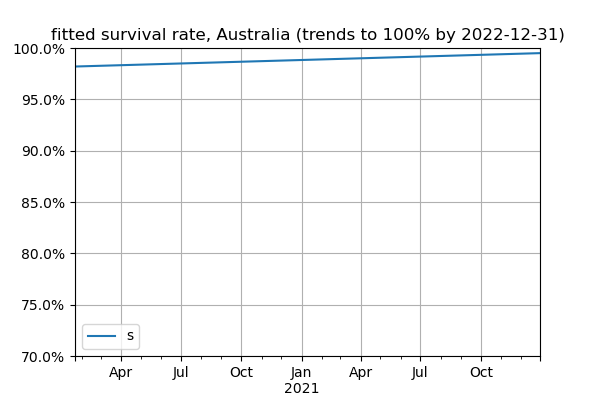 fitted survival rate, Australia (trends to 100% by 2022-12-31)
100.0%
95.0%
90.0%
85.0%
80.0%
75.0%
70.0%
s
Apr Jul Oct Jan Apr Jul Oct
2021